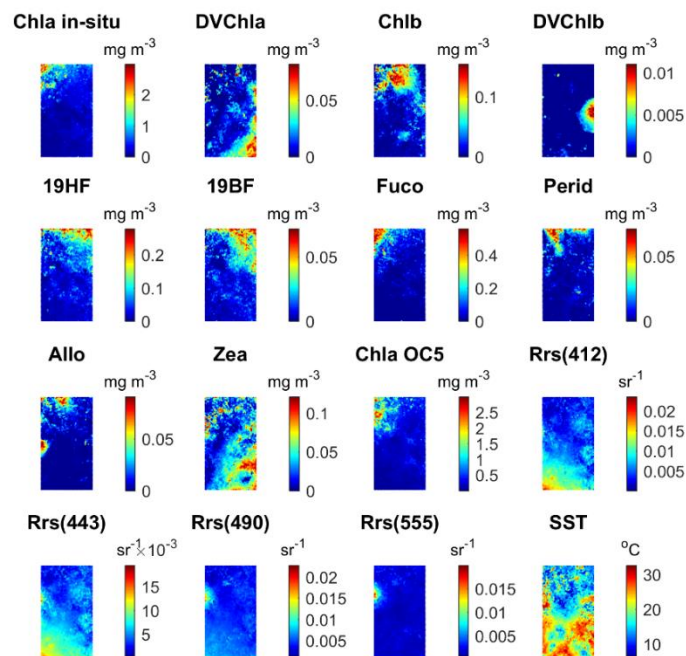 Chla in-situ DVChla Chlb DVChlb
mg m-3 mg m-3 mg m-3 mg m-3
3 2 1 0
0.05 0
0.1 0
0.01 0.005 0
19HF 19BF Fuco Perid
mg m-3 mg m-3 mg m-3 mg m-3
0.2 0.1 0
0.05 0
0.4 0.2 0
0.05 0
Allo Zea Chla OC5 Rrs(412)
mg m-3 mg m-3 mg m-3 sr-1
0.05 0
0.1 0.05 0
2.5 2 1.5 1 0.5
0.02 0.015 0.01 0.005
Rrs(443) Rrs(490) Rrs(555) SST
sr-1×10-3 sr-1 sr-1 oC
15 10 5
0.02 0.015 0.01 0.005
0.015 0.01 0.005
30 20 10